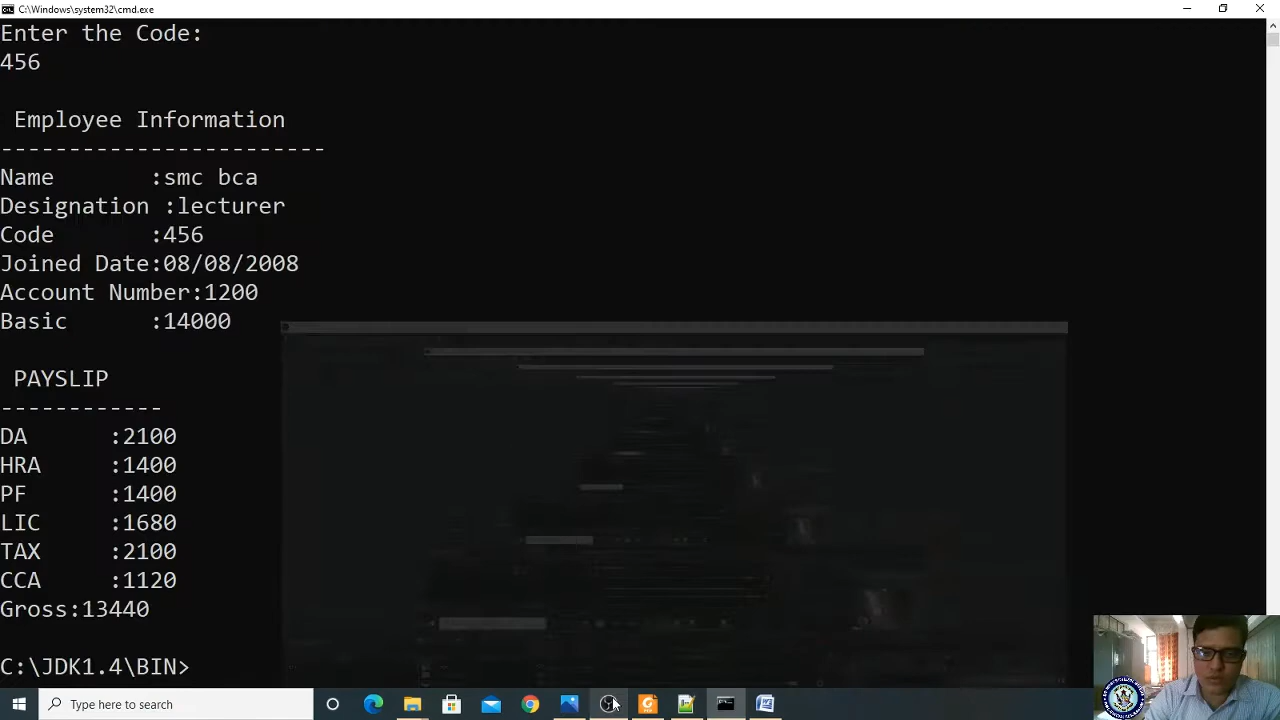 C:\Windows\system32\cmd.exe
Enter the Code:
456
Employee Information
------------------------
Name :smc bca
Designation :lecturer
Code :456
Joined Date:08/08/2008
Account Number:1200
Basic :14000
PAYSLIP
------------
DA :2100
HRA :1400
PF :1400
LIC :1680
TAX :2100
CCA :1120
Gross:13440
C:\JDK1.4\BIN>
Type here to search